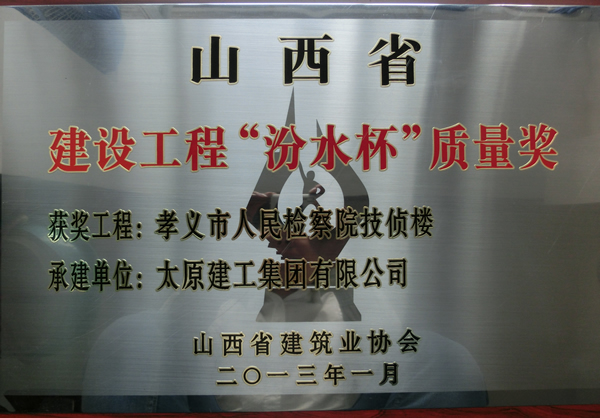 山西省
建设工程“汾水杯”质量奖
获奖工程：孝义市人民检察院技侦楼
承建单位：太原建工集团有限公司
山西省建筑业协会
二〇一三年一月